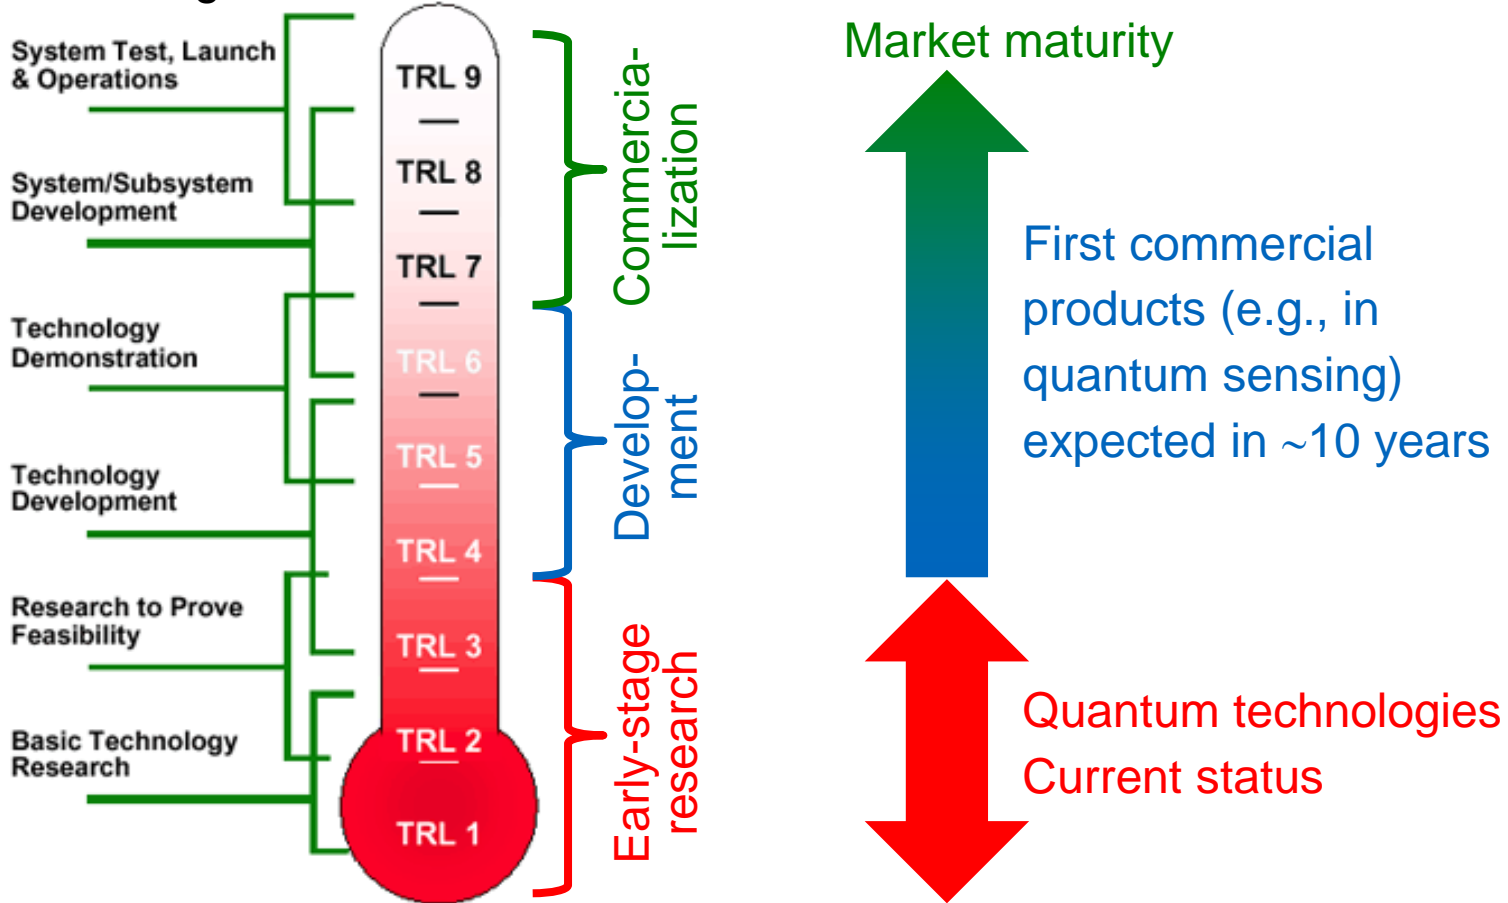 System Test, Launch
& Operations
System/Subsystem
Development
Technology
Demonstration
Technology
Development
Research to Prove
Feasibility
Basic Technology
Research
TRL 9
TRL 8
TRL 7
TRL 6
TRL 5
TRL 4
TRL 3
TRL 2
TRL 1
Commercia-
lization
Develop-
ment
Early-stage
research
Market maturity
First commercial
products (e.g., in
quantum sensing)
expected in ~10 years
Quantum technologies
Current status